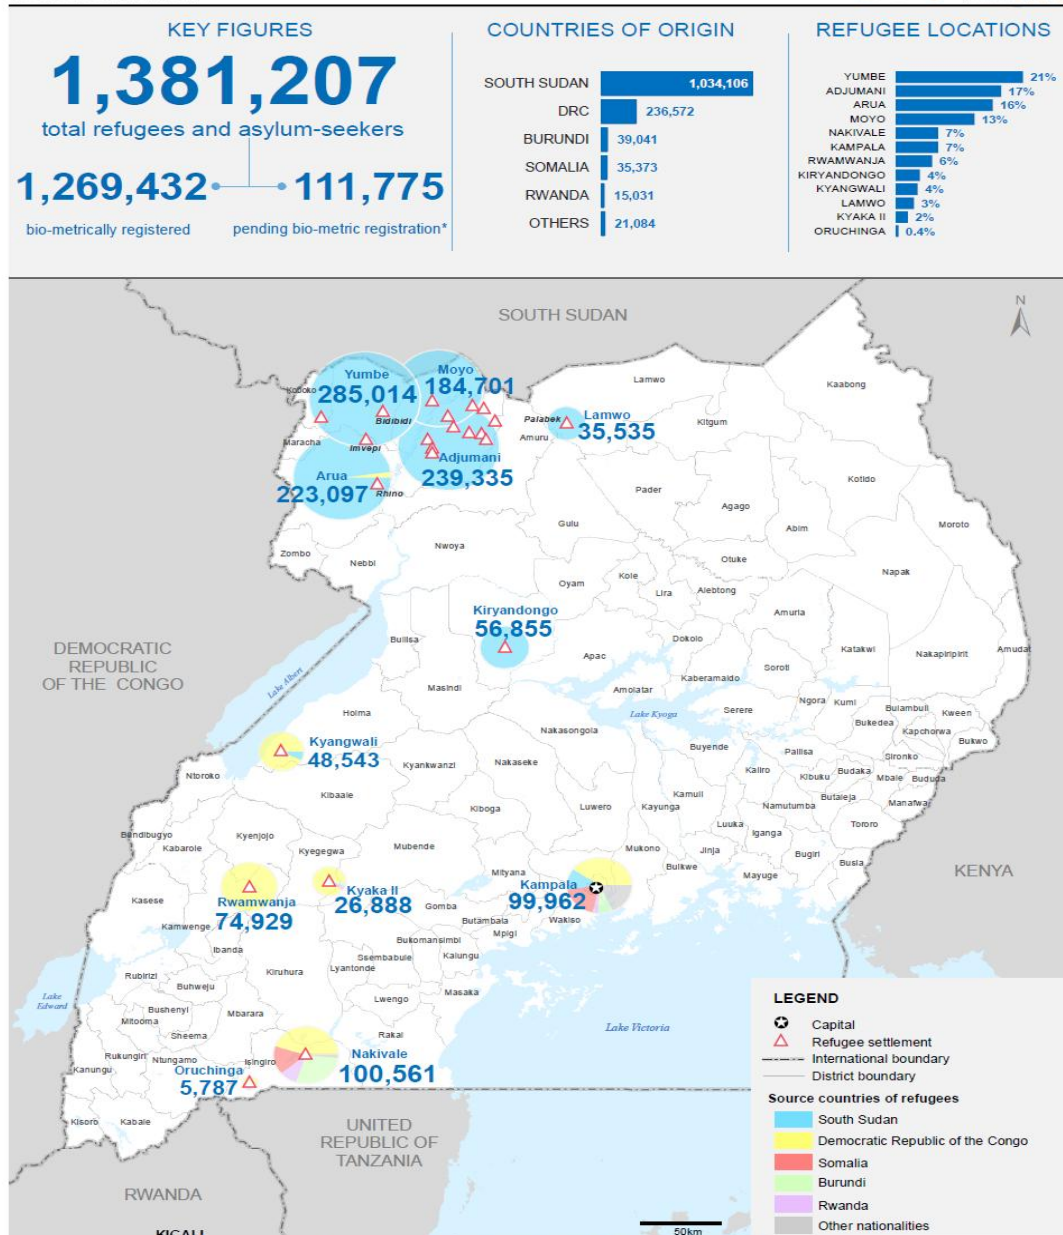 KEY FIGURES
1,381,207
total refugees and asylum-seekers
1,269,432
111,775
bio-metrically registered
pending bio-metric registration*
COUNTRIES OF ORIGIN
SOUTH SUDAN 1,034,106
DRC 236,572
BURUNDI 39,041
SOMALIA 35,373
RWANDA 15,031
OTHERS 21,084
REFUGEE LOCATIONS
YUMBE 21%
ADJUMANI 17%
ARUA 16%
MOYO 13%
NAKIVALE 7%
KAMPALA 7%
RWAMWANJA 6%
KIRYANDONGO 4%
KYANGWALI 4%
LAMWO 3%
KYAKA II 2%
ORUCHINGA 0.4%
SOUTH SUDAN
N
Koboko
Yumbe
285,014
Bidibidi
Moyo
184,701
Lamwo
Kaabong
Maracha
Imvepi
Palabek
Lamwo
35,535
Amuru
Kitgum
Adjumani
239,335
Arua
223,097
Rhino
Kotido
Pader
Agago
Abim
Moroto
Gulu
Zombo
Nebbi
Nwoya
Otuke
Napak
Oyam
Kole
Lira
Alebtong
Amuria
Kiryandongo
56,855
DEMOCRATIC
REPUBLIC
OF THE CONGO
Buliisa
Lake Albert
Masindi
Apac
Dokolo
Kaberamaido
Soroti
Katakwi
Nakapiripirit
Amudat
Amolatar
Lake Kyoga
Serere
Ngora
Kumi
Bulambuli
Bukedea
Kween
Kapchorwa
Bukwo
Hoima
Nakasongola
Kyangwali
48,543
Kyankwanzi
Nakaseke
Buyende
Pallisa
Sironko
Ntoroko
Kibaale
Kaliro
Kibuku
Budaka
Mbale
Bududa
Kiboga
Luwero
Kayunga
Kamuli
Namutumba
Butaleja
Manafwa
Luuka
Iganga
Tororo
Bundibugyo
Kabarole
Kyenjojo
Kyegegwa
Mubende
Mukono
Jinja
Bugiri
Busia
Buikwe
Mayuge
KENYA
Mityana
Kampala
99,962
Wakiso
Kasese
Rwamwanja
74,929
Kyaka II
26,888
Gomba
Butambala
Mpigi
Kamwenge
Ibanda
Bukomansimbi
Kalungu
Ssembabule
Lyantonde
Kiruhura
Rubirizi
Buhweju
Masaka
Lake
Edward
Bushenyi
Mitooma
Mbarara
Lwengo
Sheema
Rakai
Lake Victoria
Rukungiri
Ntungamo
Isingiro
Kanungu
Nakivale
100,561
Oruchinga
5,787
Kisoro
Kabale
UNITED
REPUBLIC OF
TANZANIA
RWANDA
KIGALI
LEGEND
Capital
Refugee settlement
International boundary
District boundary
Source countries of refugees
South Sudan
Democratic Republic of the Congo
Somalia
Burundi
Rwanda
Other nationalities
50km